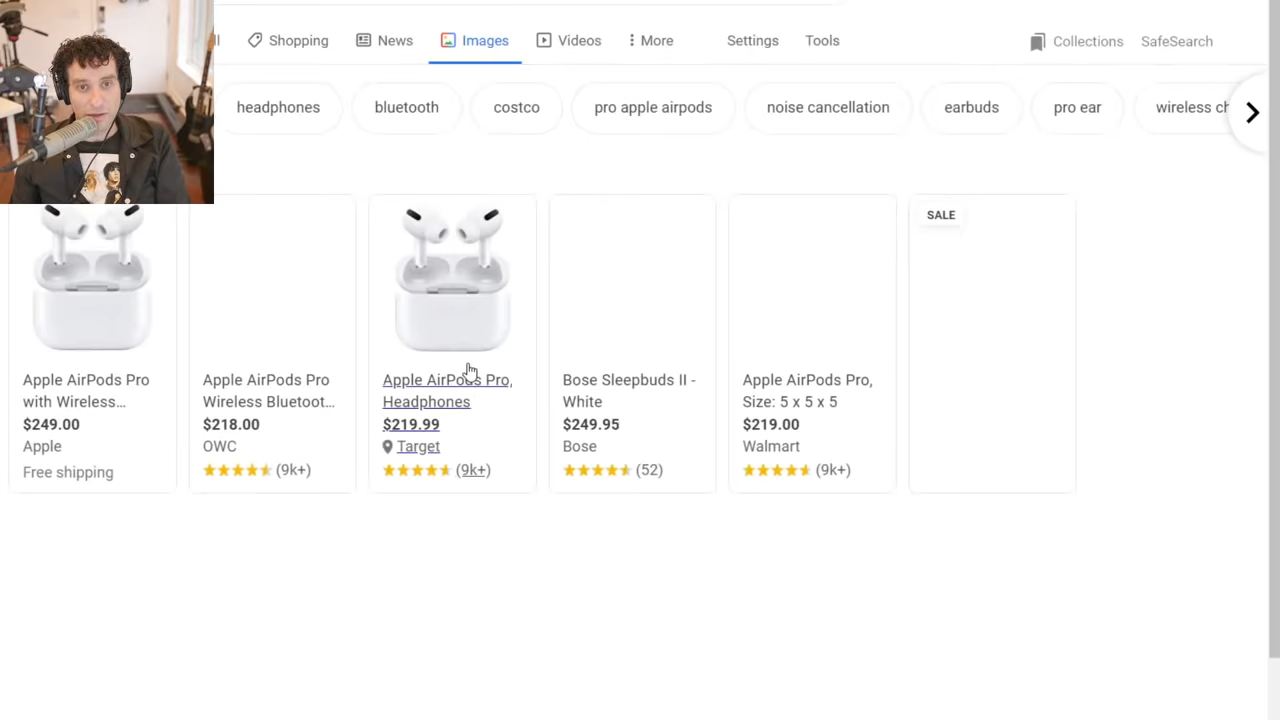 Shopping
News
Images
Videos
More
Settings
Tools
Collections
SafeSearch
headphones
bluetooth
costco
pro apple airpods
noise cancellation
earbuds
pro ear
wireless ch
SALE
Apple AirPods Pro
with Wireless...
$249.00
Apple
Free shipping
Apple AirPods Pro
Wireless Bluetoot...
$218.00
OWC
(9k+)
Apple AirPods Pro,
Headphones
$219.99
Target
(9k+)
Bose Sleepbuds II -
White
$249.95
Bose
(52)
Apple AirPods Pro,
Size: 5 x 5 x 5
$219.00
Walmart
(9k+)